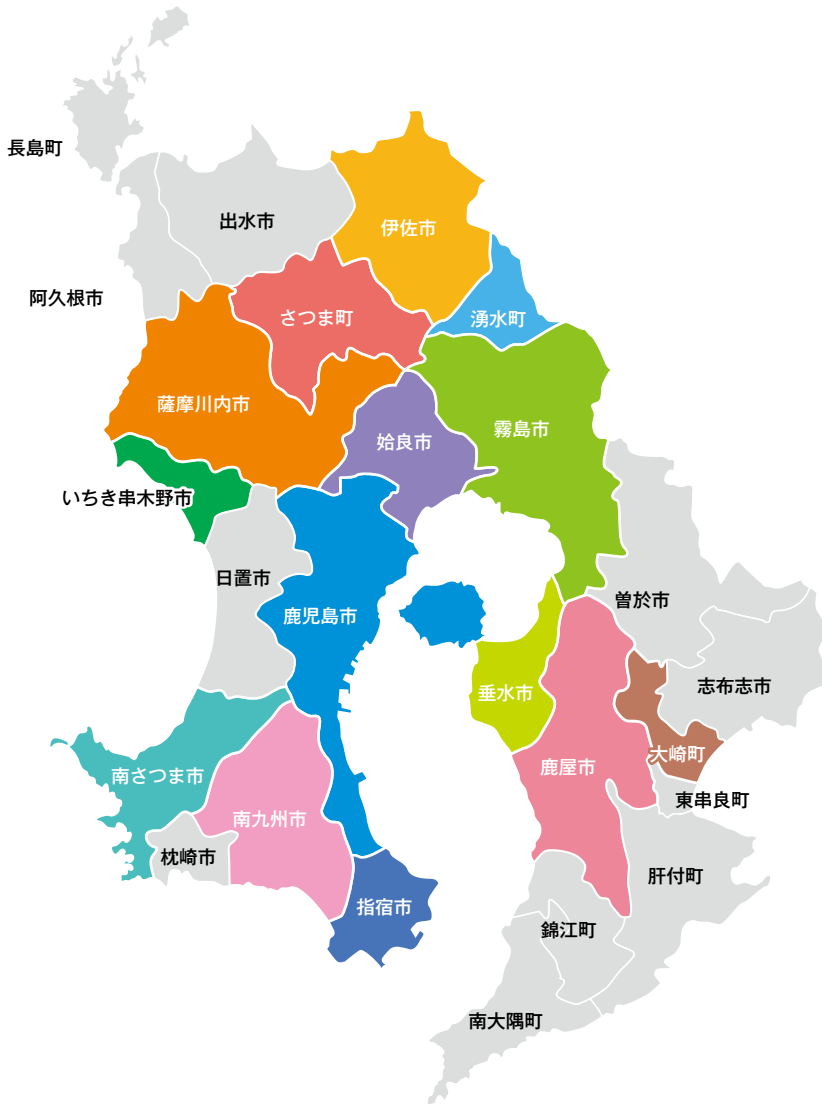 長島町
出水市
伊佐市
阿久根市
さつま町
湧水町
薩摩川内市
霧島市
姶良市
いちき串木野市
日置市
曽於市
鹿児島市
志布志市
垂水市
大崎町
鹿屋市
南さつま市
東串良町
南九州市
枕崎市
肝付町
指宿市
錦江町
南大隅町